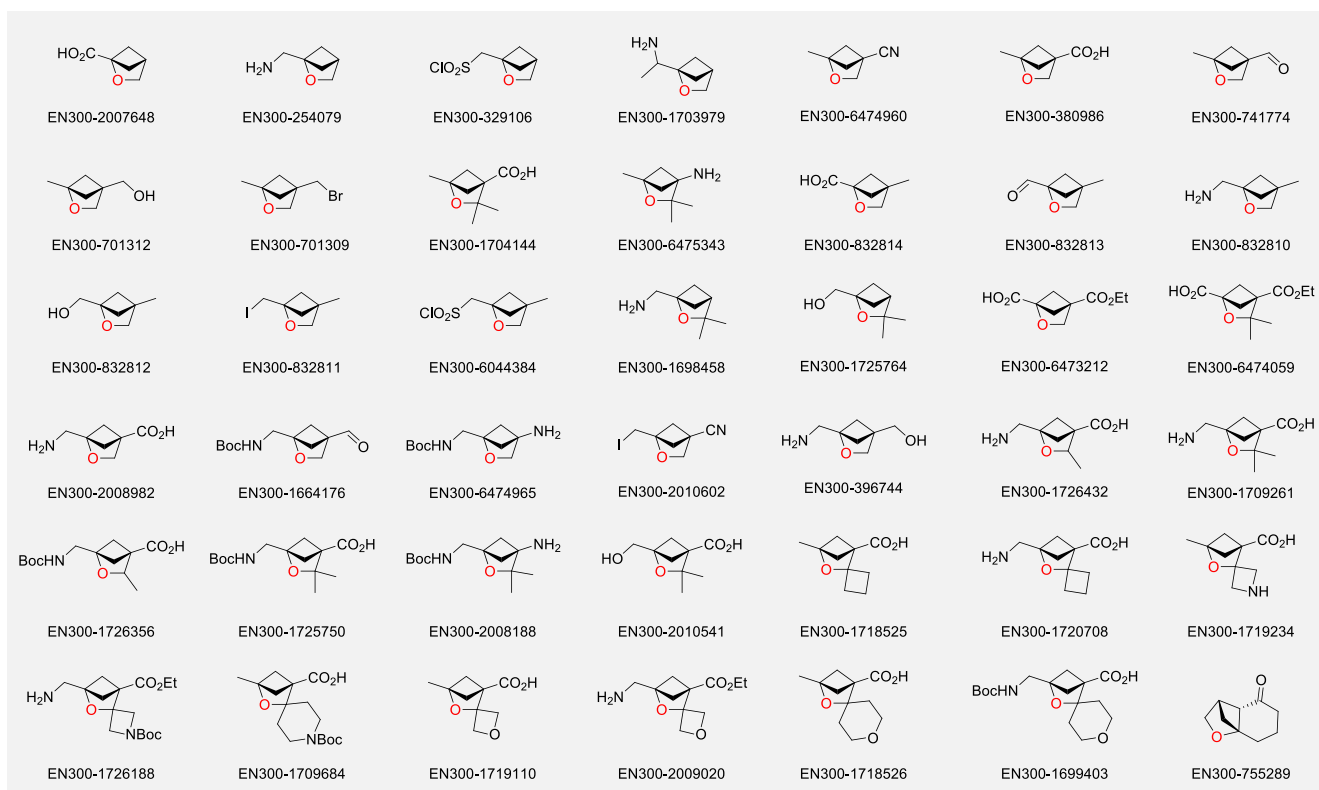 HO₂C
O
EN300-2007648
H₂N
O
EN300-254079
ClO₂S
O
EN300-329106
H₂N
O
EN300-1703979
CN
O
EN300-6474960
CO₂H
O
EN300-380986
O
O
EN300-741774
OH
O
EN300-701312
Br
O
EN300-701309
CO₂H
O
EN300-1704144
NH₂
O
EN300-6475343
HO₂C
O
EN300-832814
O
O
EN300-832813
H₂N
O
EN300-832810
HO
O
EN300-832812
I
O
EN300-832811
ClO₂S
O
EN300-6044384
H₂N
O
EN300-1698458
HO
O
EN300-1725764
HO₂C CO₂Et
O
EN300-6473212
HO₂C CO₂Et
O
EN300-6474059
H₂N CO₂H
O
EN300-2008982
BocHN O
O
EN300-1664176
BocHN NH₂
O
EN300-6474965
I CN
O
EN300-2010602
H₂N OH
O
EN300-396744
H₂N CO₂H
O
EN300-1726432
H₂N CO₂H
O
EN300-1709261
BocHN CO₂H
O
EN300-1726356
BocHN CO₂H
O
EN300-1725750
BocHN NH₂
O
EN300-2008188
HO CO₂H
O
EN300-2010541
CO₂H
O
EN300-1718525
H₂N CO₂H
O
EN300-1720708
CO₂H
O
NH
EN300-1719234
H₂N CO₂Et
O
NBoc
EN300-1726188
CO₂H
O
NBoc
EN300-1709684
CO₂H
O
O
EN300-1719110
H₂N CO₂Et
O
O
EN300-2009020
CO₂H
O
O
EN300-1718526
BocHN CO₂H
O
O
EN300-1699403
O
H
O
EN300-755289